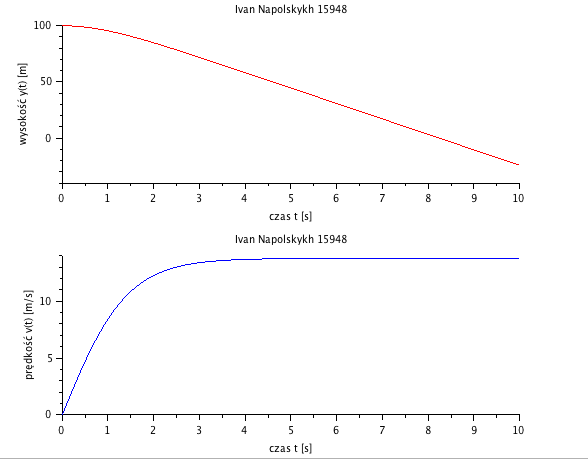 Ivan Napolskykh 15948
100
50
0
wysokość y(t) [m]
0 1 2 3 4 5 6 7 8 9 10
czas t [s]
Ivan Napolskykh 15948
10
5
0
prędkość v(t) [m/s]
0 1 2 3 4 5 6 7 8 9 10
czas t [s]